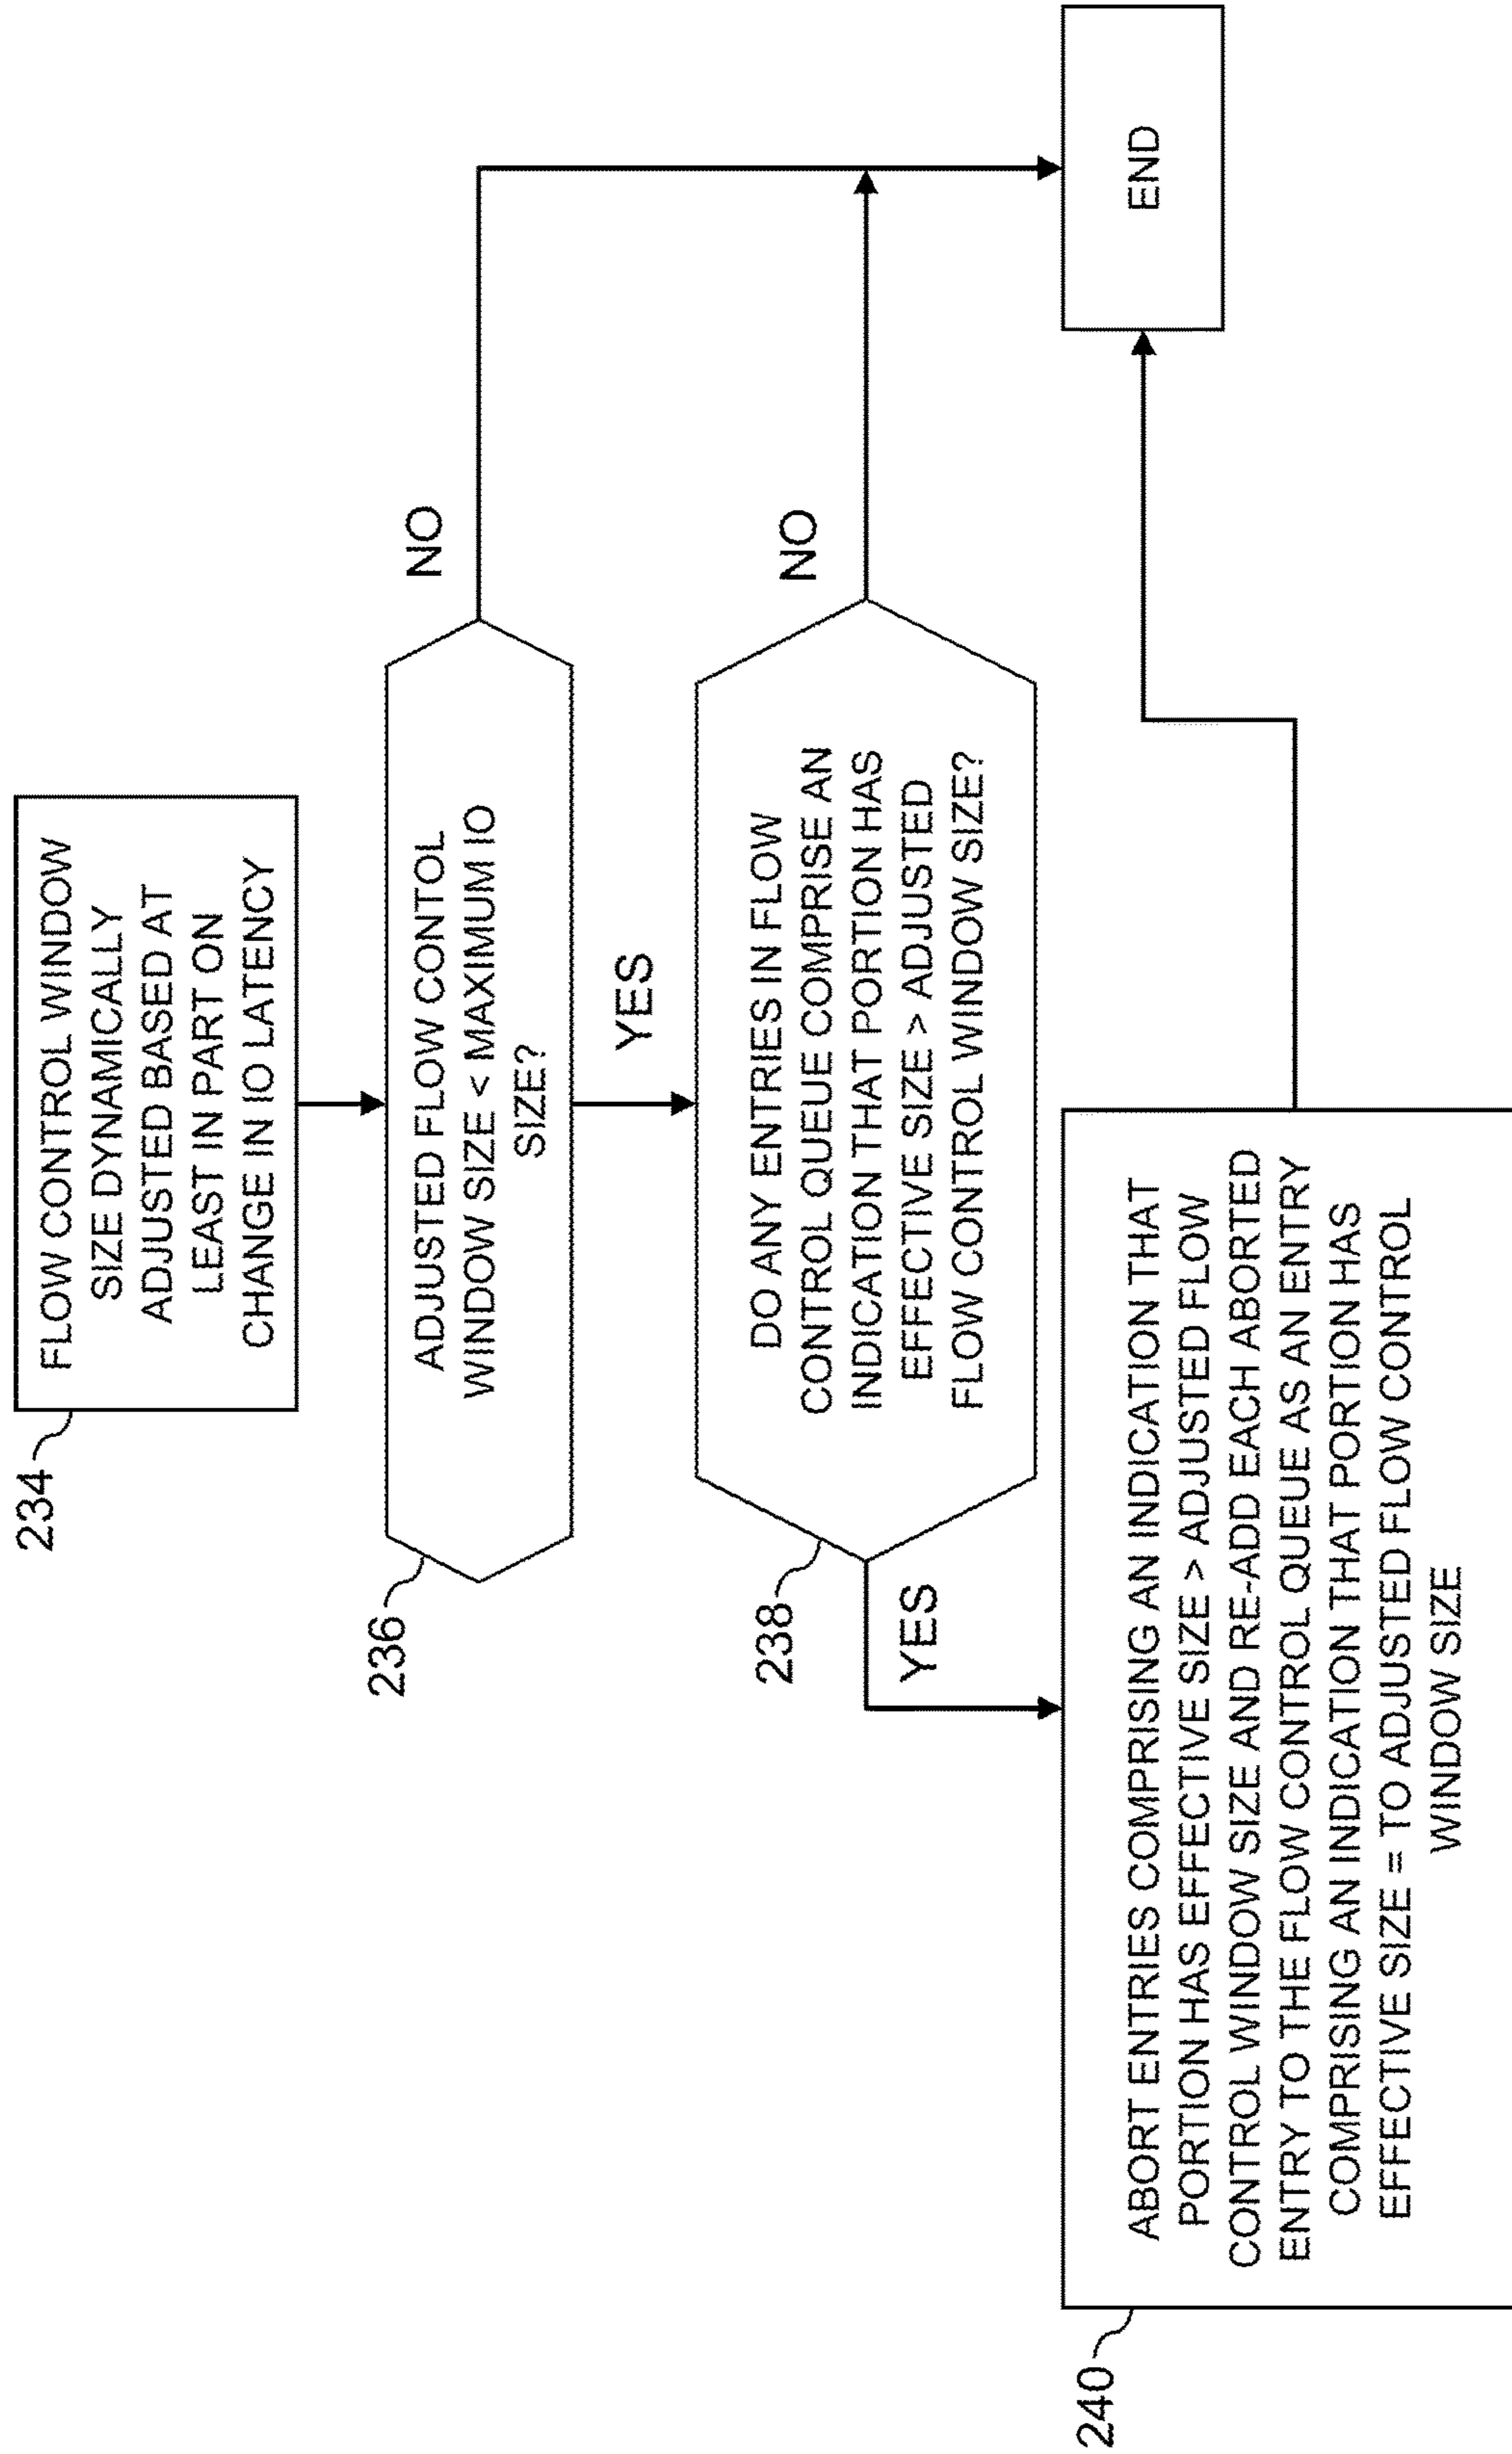 234
FLOW CONTROL WINDOW
SIZE DYNAMICALLY
ADJUSTED BASED AT
LEAST IN PART ON
CHANGE IN IO LATENCY
236
ADJUSTED FLOW CONTOL
WINDOW SIZE < MAXIMUM IO
SIZE?
NO
YES
238
DO ANY ENTRIES IN FLOW
CONTROL QUEUE COMPRISE AN
INDICATION THAT PORTION HAS
EFFECTIVE SIZE > ADJUSTED
FLOW CONTROL WINDOW SIZE?
NO
YES
240
ABORT ENTRIES COMPRISING AN INDICATION THAT
PORTION HAS EFFECTIVE SIZE > ADJUSTED FLOW
CONTROL WINDOW SIZE AND RE-ADD EACH ABORTED
ENTRY TO THE FLOW CONTROL QUEUE AS AN ENTRY
COMPRISING AN INDICATION THAT PORTION HAS
EFFECTIVE SIZE = TO ADJUSTED FLOW CONTROL
WINDOW SIZE
END